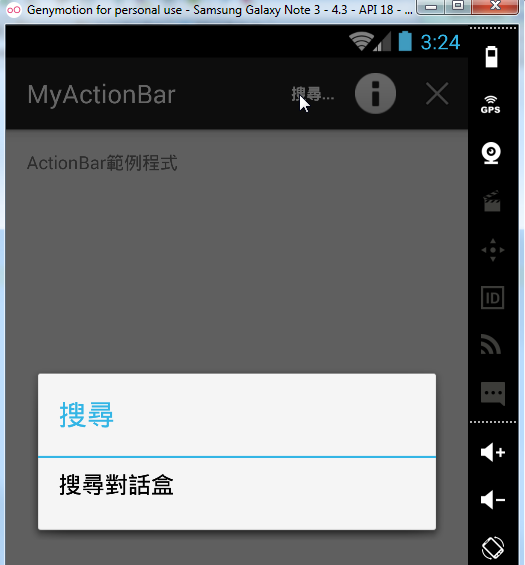 Genymotion for personal use - Samsung Galaxy Note 3 - 4.3 - API 18 - ...
3:24
MyActionBar
搜尋...
GPS
ActionBar範例程式
ID
搜尋
搜尋對話盒